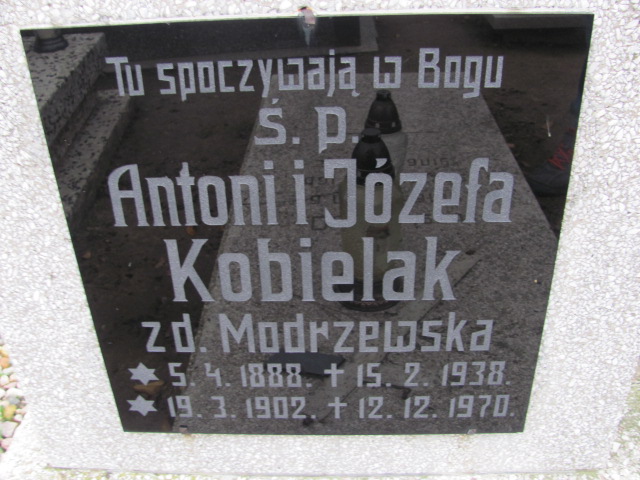 Tu spoczywają w Bogu
ś. p.
Antoni i Józefa
Kobielak
zd. Modrzewska
✡ 5. 4. 1888. † 15. 2. 1938.
✡ 19. 3. 1902. † 12. 12. 1970.